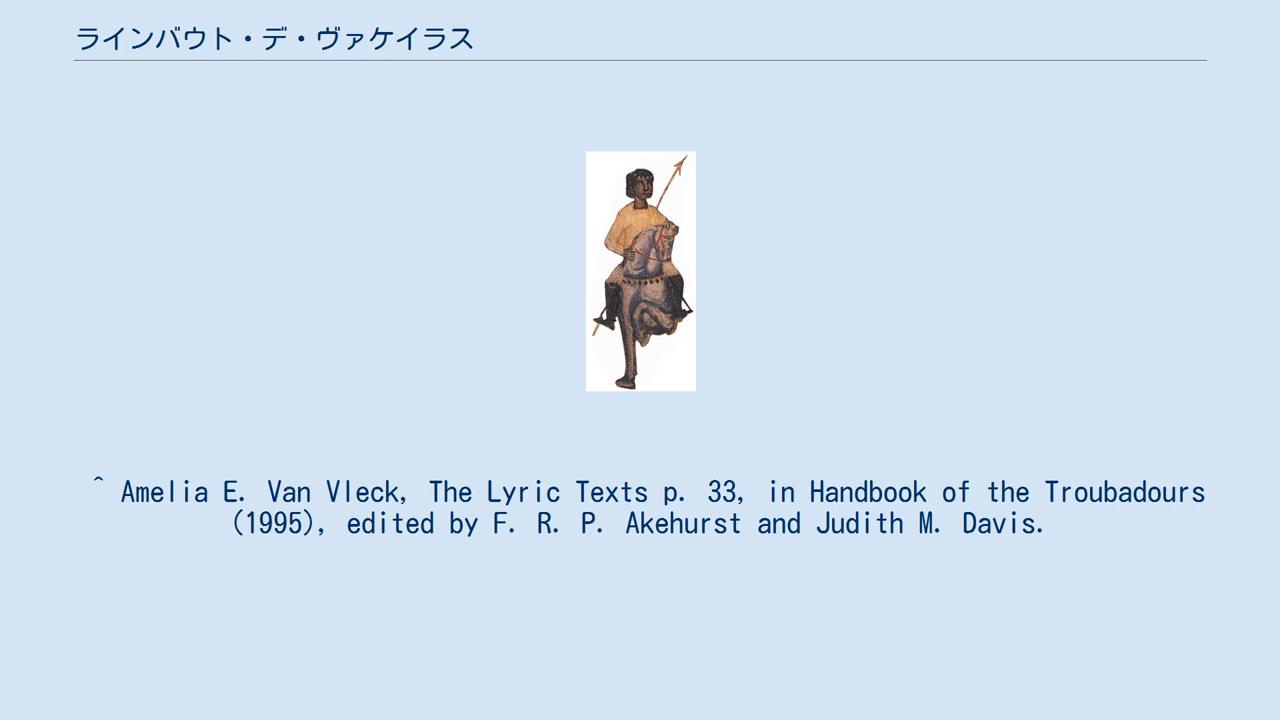 ラインバウト・デ・ヴァケイラス
^ Amelia E. Van Vleck, The Lyric Texts p. 33, in Handbook of the Troubadours
(1995), edited by F. R. P. Akehurst and Judith M. Davis.